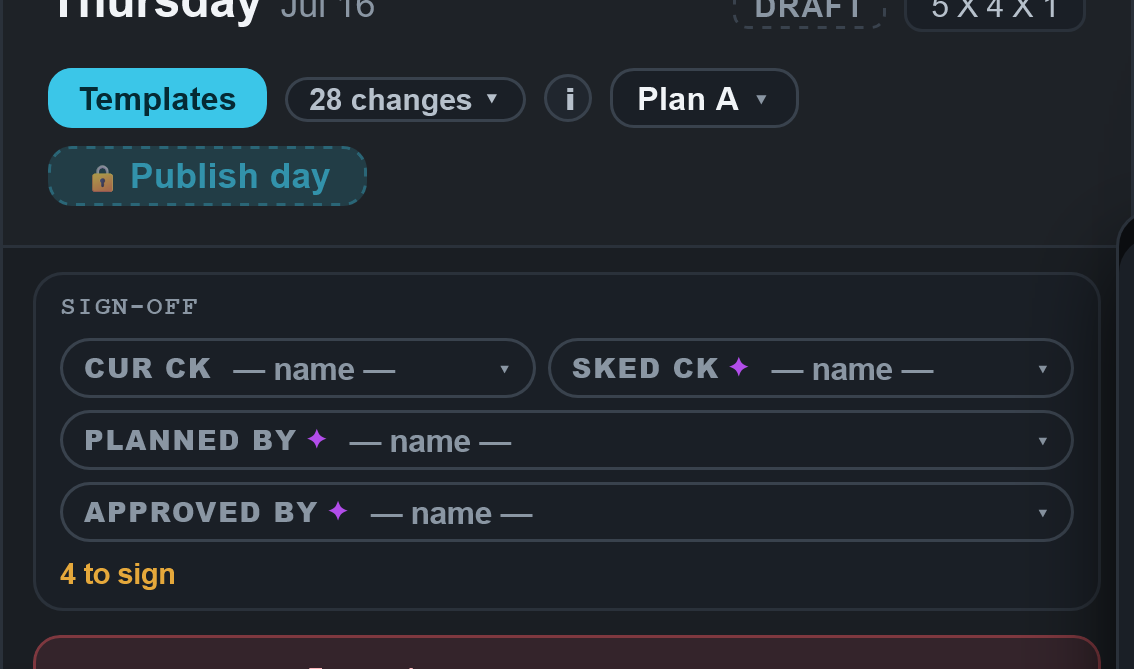 Thursday Jul 16 DRAFT 5 X 4 X 1
Templates 28 changes ▼ i Plan A ▼
🔒 Publish day
SIGN-OFF
CUR CK — name — ▼ SKED CK ✦ — name — ▼
PLANNED BY ✦ — name — ▼
APPROVED BY ✦ — name — ▼
4 to sign